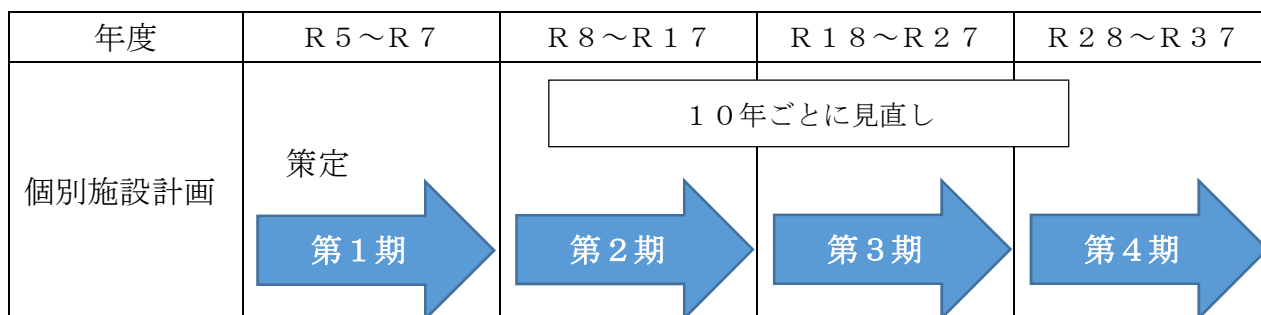 年度 Ｒ５～Ｒ７ Ｒ８～Ｒ１７ Ｒ１８～Ｒ２７ Ｒ２８～Ｒ３７
１０年ごとに見直し
策定
個別施設計画
第１期 第２期 第３期 第４期